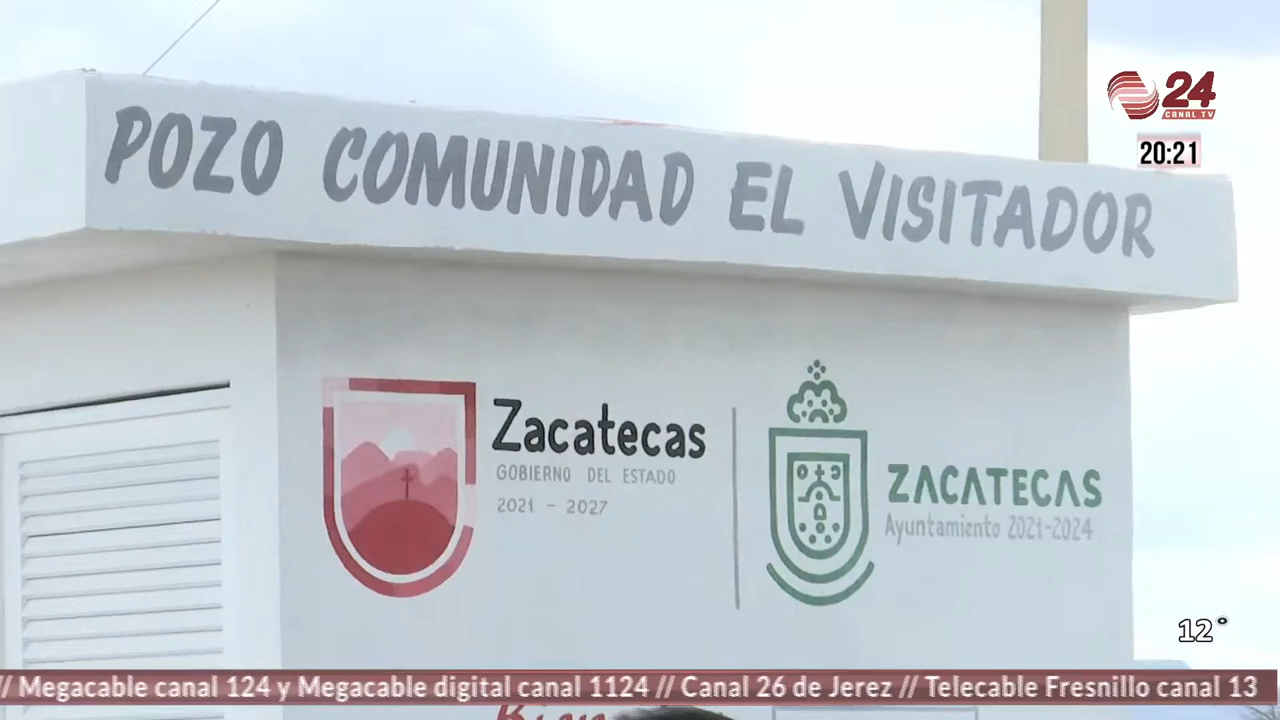 24
CANAL TV
20:21
POZO COMUNIDAD EL VISITADOR
Zacatecas
GOBIERNO DEL ESTADO
2021 - 2027
ZACATECAS
Ayuntamiento 2021-2024
12°
// Megacable canal 124 y Megacable digital canal 1124 // Canal 26 de Jerez // Telecable Fresnillo canal 13